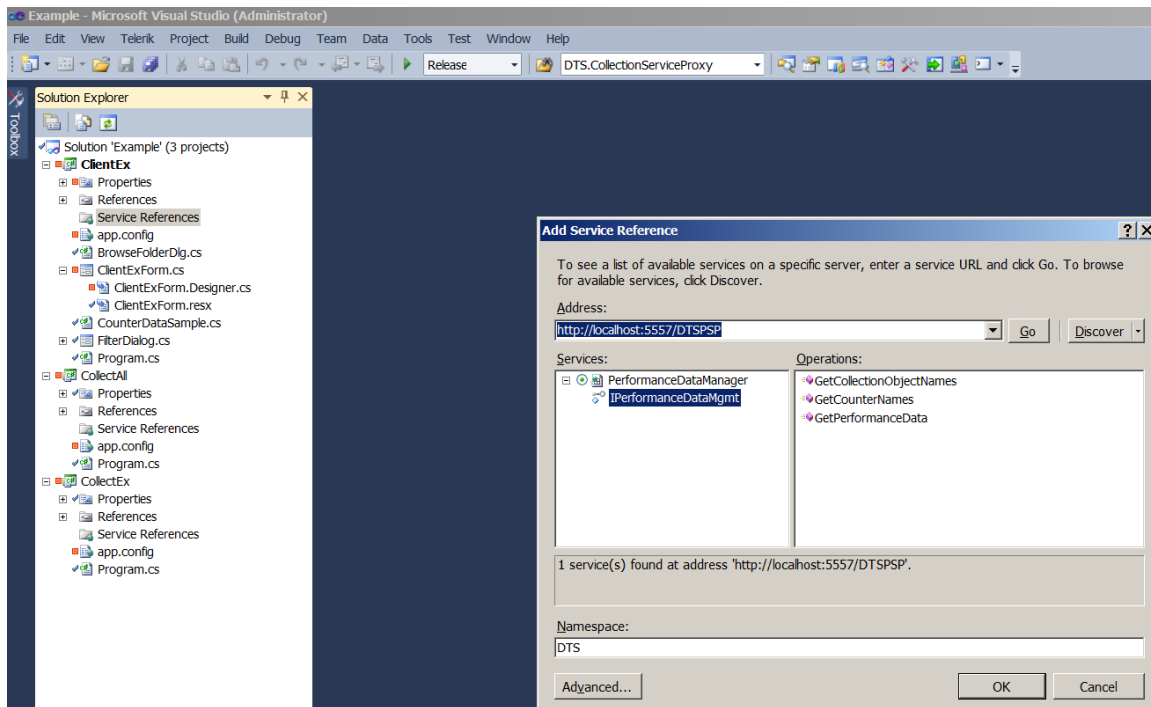 Example - Microsoft Visual Studio (Administrator)
File Edit View Telerik Project Build Debug Team Data Tools Test Window Help
Release DTS.CollectionServiceProxy
Toolbox
Solution Explorer
Solution 'Example' (3 projects)
ClientEx
Properties
References
Service References
app.config
BrowseFolderDlg.cs
ClientExForm.cs
ClientExForm.Designer.cs
ClientExForm.resx
CounterDataSample.cs
FilterDialog.cs
Program.cs
CollectAll
Properties
References
Service References
app.config
Program.cs
CollectEx
Properties
References
Service References
app.config
Program.cs
Add Service Reference
To see a list of available services on a specific server, enter a service URL and click Go. To browse
for available services, click Discover.
Address:
http://localhost:5557/DTSPSP Go Discover
Services: Operations:
PerformanceDataManager GetCollectionObjectNames
IPerformanceDataMgmt GetCounterNames
GetPerformanceData
1 service(s) found at address 'http://localhost:5557/DTSPSP'.
Namespace:
DTS
Advanced... OK Cancel